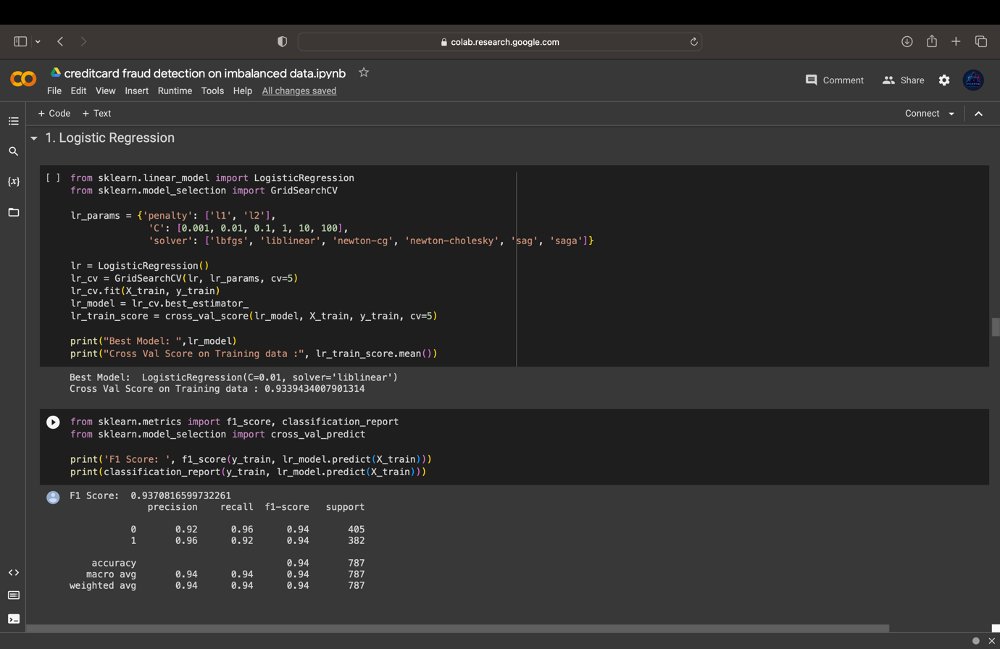 colab.research.google.com
creditcard fraud detection on imbalanced data.ipynb
Comment
Share
File Edit View Insert Runtime Tools Help All changes saved
+ Code + Text
Connect
1. Logistic Regression
[ ] from sklearn.linear_model import LogisticRegression
from sklearn.model_selection import GridSearchCV
lr_params = {'penalty': ['l1', 'l2'],
'C': [0.001, 0.01, 0.1, 1, 10, 100],
'solver': ['lbfgs', 'liblinear', 'newton-cg', 'newton-cholesky', 'sag', 'saga']}
lr = LogisticRegression()
lr_cv = GridSearchCV(lr, lr_params, cv=5)
lr_cv.fit(X_train, y_train)
lr_model = lr_cv.best_estimator_
lr_train_score = cross_val_score(lr_model, X_train, y_train, cv=5)
print("Best Model: ",lr_model)
print("Cross Val Score on Training data :", lr_train_score.mean())
Best Model:  LogisticRegression(C=0.01, solver='liblinear')
Cross Val Score on Training data : 0.9339434007901314
from sklearn.metrics import f1_score, classification_report
from sklearn.model_selection import cross_val_predict
print('F1 Score: ', f1_score(y_train, lr_model.predict(X_train)))
print(classification_report(y_train, lr_model.predict(X_train)))
F1 Score:  0.9370816599732261
precision recall f1-score support
0 0.92 0.96 0.94 405
1 0.96 0.92 0.94 382
accuracy 0.94 787
macro avg 0.94 0.94 0.94 787
weighted avg 0.94 0.94 0.94 787
{x}